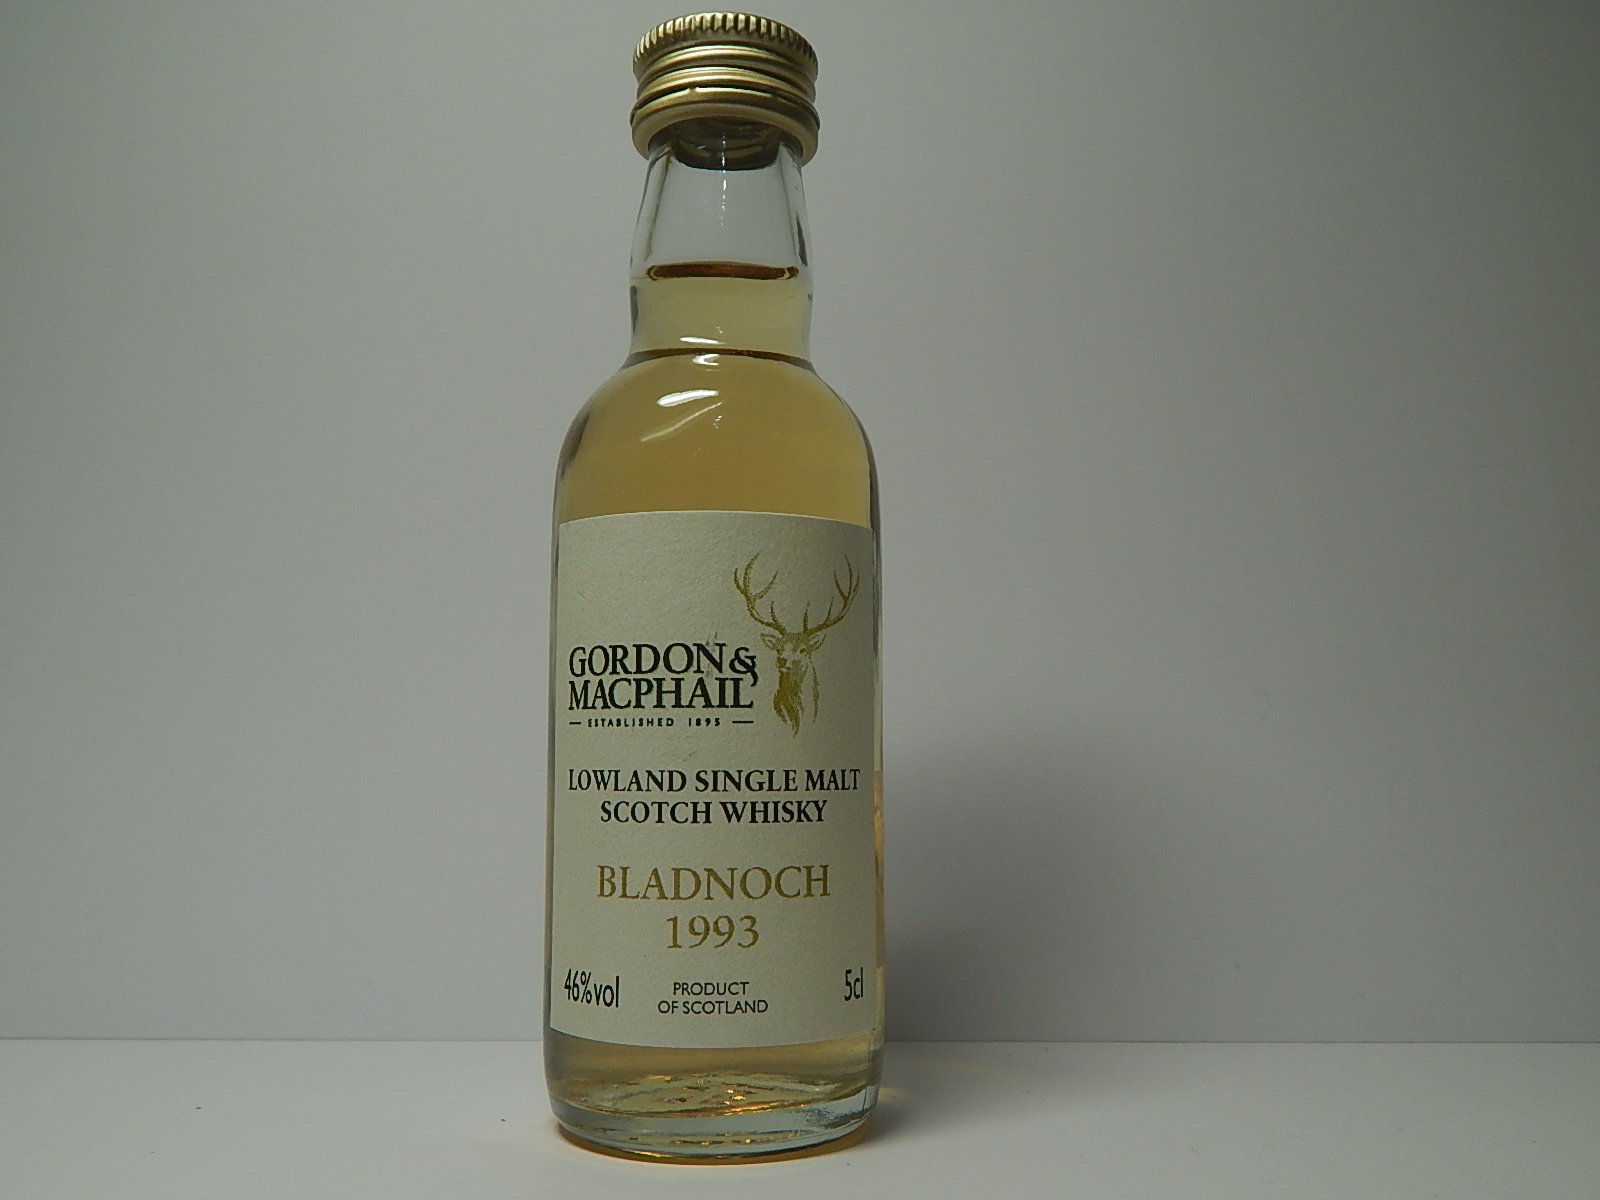 GORDON &
MACPHAIL
ESTABLISHED 1895
LOWLAND SINGLE MALT
SCOTCH WHISKY
BLADNOCH
1993
46%vol
PRODUCT
OF SCOTLAND
5cl